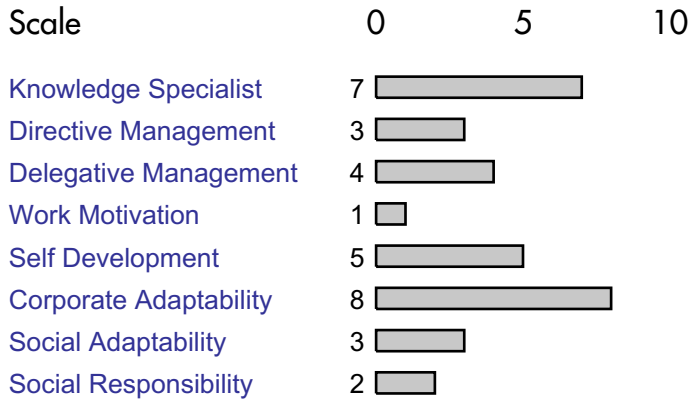 Scale 0 5 10
Knowledge Specialist 7
Directive Management 3
Delegative Management 4
Work Motivation 1
Self Development 5
Corporate Adaptability 8
Social Adaptability 3
Social Responsibility 2